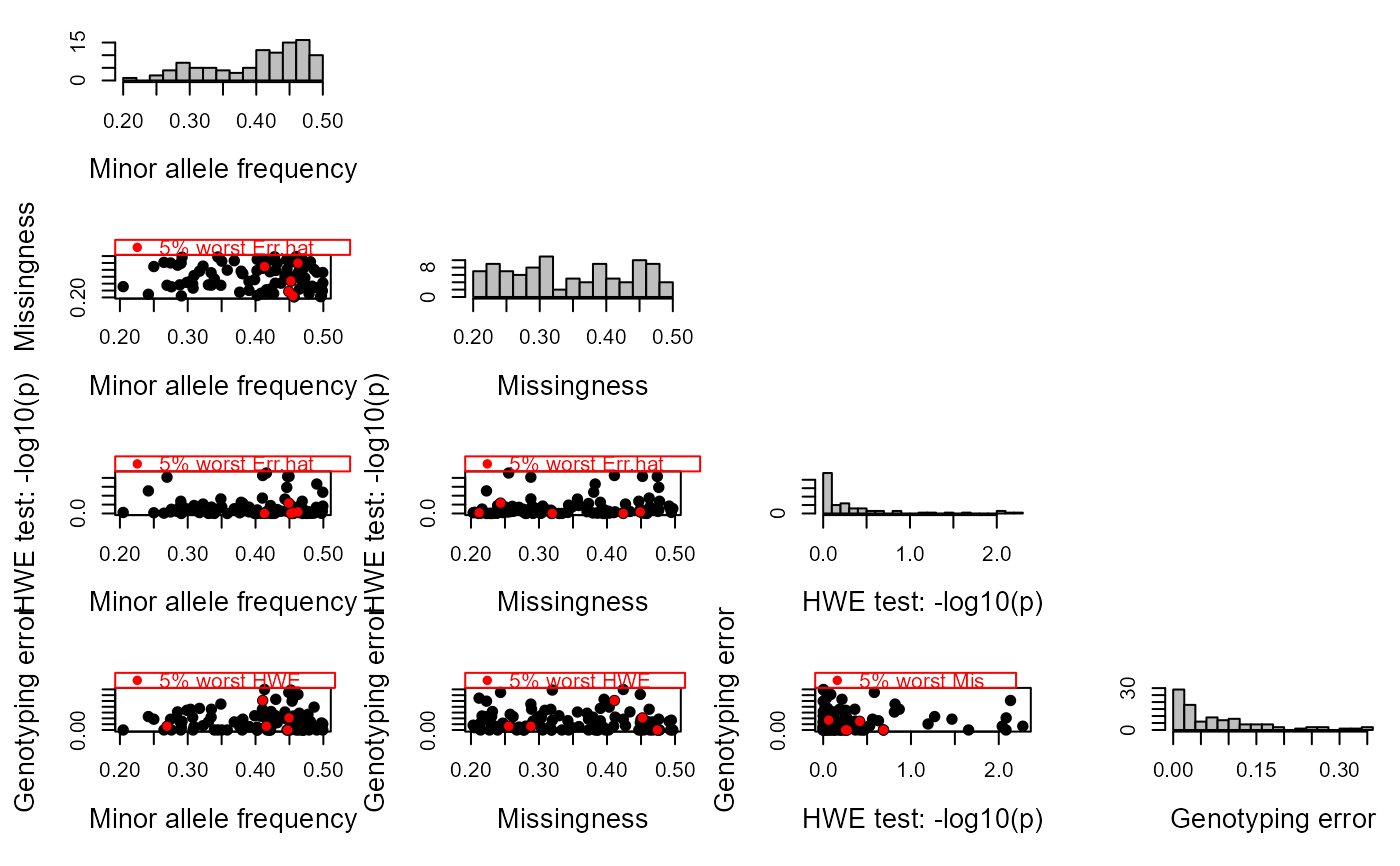 15
0
0.20 0.30 0.40 0.50
Minor allele frequency
Missingness
5% worst Err.hat
0.20
0.20 0.30 0.40 0.50
Minor allele frequency
8
0
0.20 0.30 0.40 0.50
Missingness
HWE test: -log10(p)
5% worst Err.hat
0.0
0.20 0.30 0.40 0.50
Minor allele frequency
HWE test: -log10(p)
5% worst Err.hat
0.0
0.20 0.30 0.40 0.50
Missingness
0
0.0 1.0 2.0
HWE test: -log10(p)
Genotyping error
5% worst HWE
0.00
0.20 0.30 0.40 0.50
Minor allele frequency
Genotyping error
5% worst HWE
0.00
0.20 0.30 0.40 0.50
Missingness
Genotyping error
5% worst Mis
0.00
0.0 1.0 2.0
HWE test: -log10(p)
30
0
0.00 0.15 0.30
Genotyping error